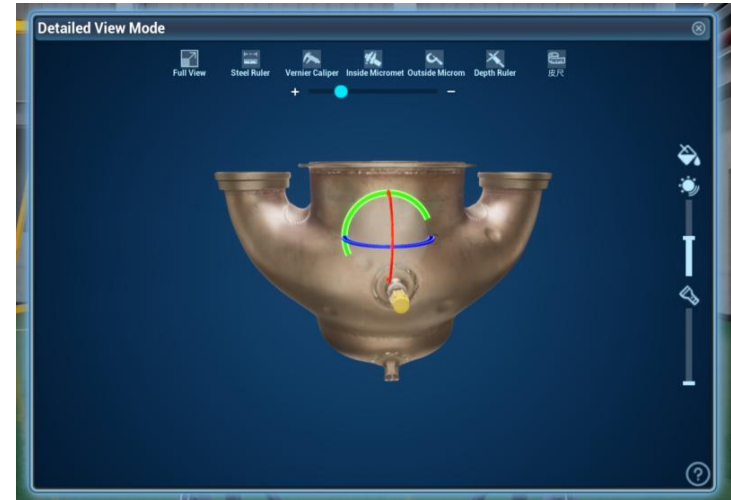 Detailed View Mode
Full View
Steel Ruler
Vernier Caliper
Inside Micromet
Outside Microm
Depth Ruler
皮尺
+
−
?